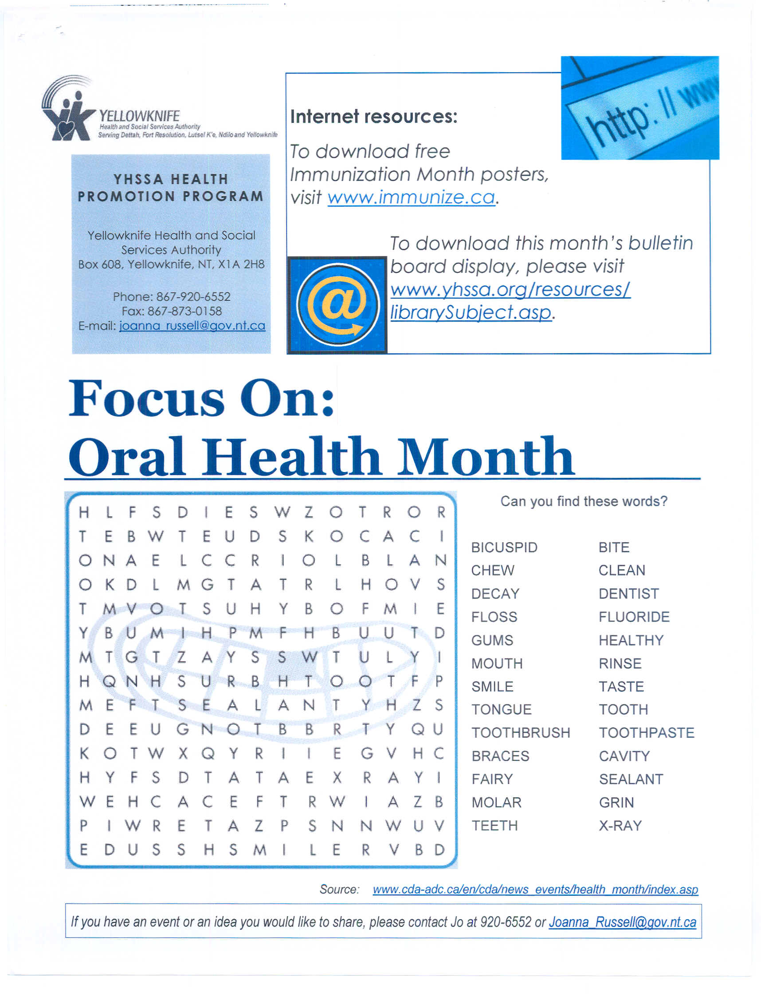 YELLOWKNIFE
Health and Social Services Authority
Serving Dettah, Fort Resolution, Lutsel K'e, Ndilo and Yellowknife
YHSSA HEALTH
PROMOTION PROGRAM
Yellowknife Health and Social
Services Authority
Box 608, Yellowknife, NT, X1A 2H8
Phone: 867-920-6552
Fax: 867-873-0158
E-mail: joanna_russell@gov.nt.ca
http: // www
Internet resources:
To download free
Immunization Month posters,
visit www.immunize.ca.
To download this month's bulletin
board display, please visit
www.yhssa.org/resources/
librarySubject.asp.
@
Focus On:
Oral Health Month
H L F S D I E S W Z O T R O R
T E B W T E U D S K O C A C I
O N A E L C C R I O L B L A N
O K D L M G T A T R L H O V S
T M V O T S U H Y B O F M I E
Y B U M I H P M F H B U U T D
M T G T Z A Y S S W T U L Y I
H Q N H S U R B H T O O T F P
M E F T S E A L A N T Y H Z S
D E E U G N O T B B R T Y Q U
K O T W X Q Y R I I E G V H C
H Y F S D T A T A E X R A Y I
W E H C A C E F T R W I A Z B
P I W R E T A Z P S N N W U V
E D U S S H S M I L E R V B D
Can you find these words?
BICUSPID BITE
CHEW CLEAN
DECAY DENTIST
FLOSS FLUORIDE
GUMS HEALTHY
MOUTH RINSE
SMILE TASTE
TONGUE TOOTH
TOOTHBRUSH TOOTHPASTE
BRACES CAVITY
FAIRY SEALANT
MOLAR GRIN
TEETH X-RAY
Source: www.cda-adc.ca/en/cda/news_events/health_month/index.asp
If you have an event or an idea you would like to share, please contact Jo at 920-6552 or Joanna_Russell@gov.nt.ca